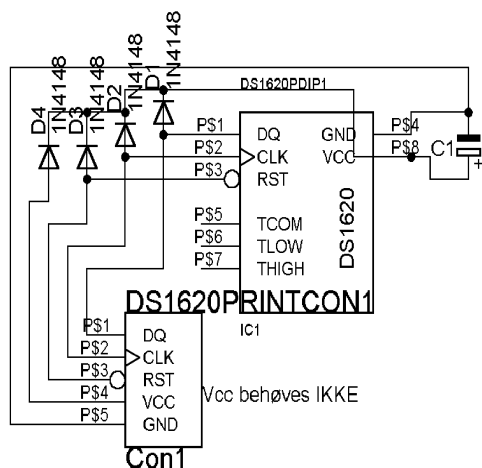 D4
1N4148
D3
1N4148
D2
1N4148
D1
1N4148
DS1620PDIP1
P$1
DQ
GND
P$4
P$2
CLK
VCC
P$8
P$3
RST
C1
+
DS1620
P$5
TCOM
P$6
TLOW
P$7
THIGH
DS1620PRINTCON1
IC1
P$1
DQ
P$2
CLK
P$3
RST
P$4
VCC
Vcc behøves IKKE
P$5
GND
Con1